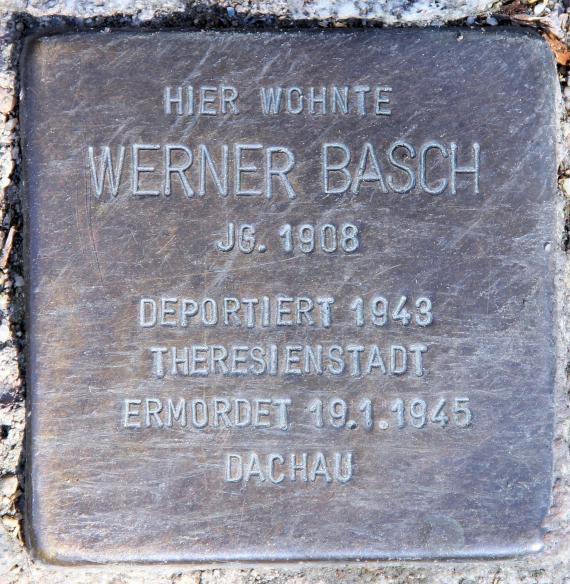 HIER WOHNTE
WERNER BASCH
JG. 1908
DEPORTIERT 1943
THERESIENSTADT
ERMORDET 19.1.1945
DACHAU